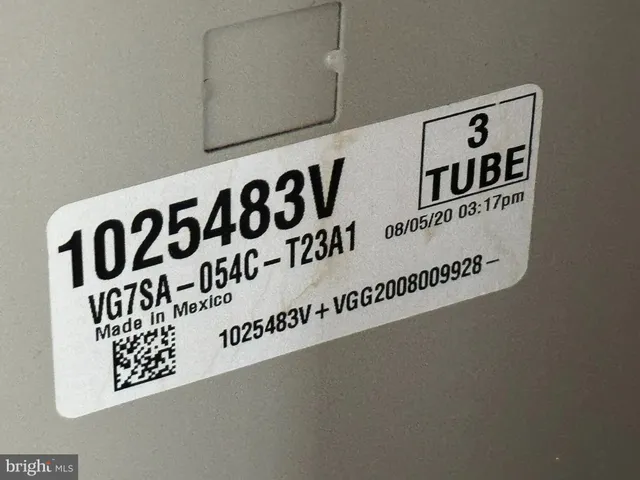 3
TUBE
1025483V
08/05/20 03:17pm
VG7SA-054C-T23A1
Made in Mexico
1025483V+VGG2008009928-
bright MLS